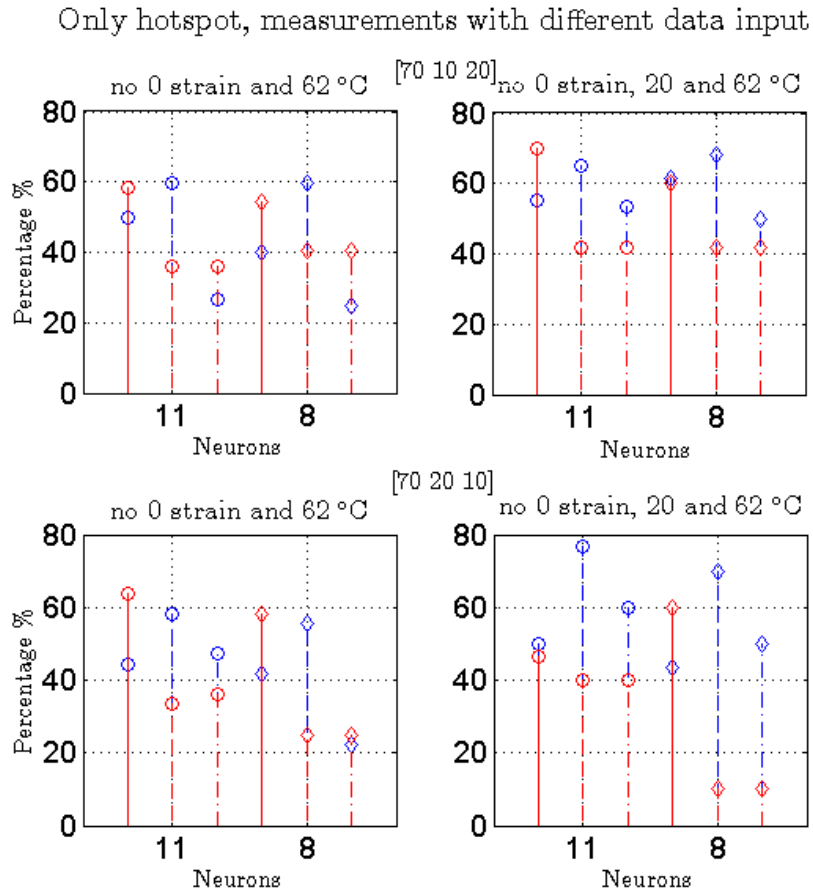 Only hotspot, measurements with different data input
[70 10 20]
no 0 strain and 62 °C
no 0 strain, 20 and 62 °C
80
60
40
20
0
Percentage %
11
8
Neurons
80
60
40
20
0
11
8
Neurons
[70 20 10]
no 0 strain and 62 °C
no 0 strain, 20 and 62 °C
80
60
40
20
0
Percentage %
11
8
Neurons
80
60
40
20
0
11
8
Neurons